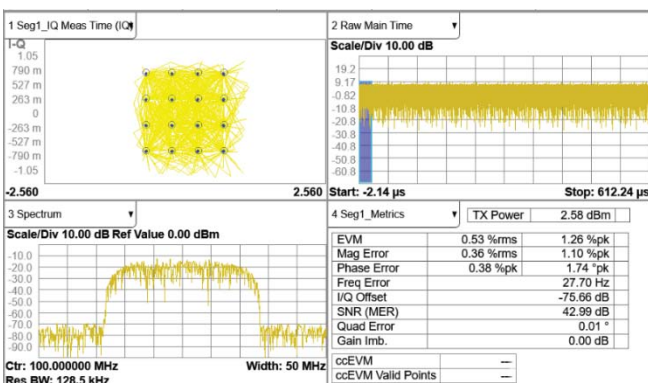 1 Seg1_IQ Meas Time (IQ)
I-Q
1.05
790 m
527 m
263 m
0
-263 m
-527 m
-790 m
-1.05
-2.560 2.560
2 Raw Main Time
Scale/Div 10.00 dB
19.2
9.17
-0.82
-10.8
-20.8
-30.8
-40.8
-50.8
-60.8
Start: -2.14 µs Stop: 612.24 µs
3 Spectrum
Scale/Div 10.00 dB Ref Value 0.00 dBm
-10.0
-20.0
-30.0
-40.0
-50.0
-60.0
-70.0
-80.0
-90.0
Ctr: 100.000000 MHz Width: 50 MHz
Res BW: 128.5 kHz
4 Seg1_Metrics TX Power 2.58 dBm
EVM 0.53 %rms 1.26 %pk
Mag Error 0.36 %rms 1.10 %pk
Phase Error 0.38 %pk 1.74 °pk
Freq Error 27.70 Hz
I/Q Offset -75.66 dB
SNR (MER) 42.99 dB
Quad Error 0.01 °
Gain Imb. 0.00 dB
ccEVM —
ccEVM Valid Points —